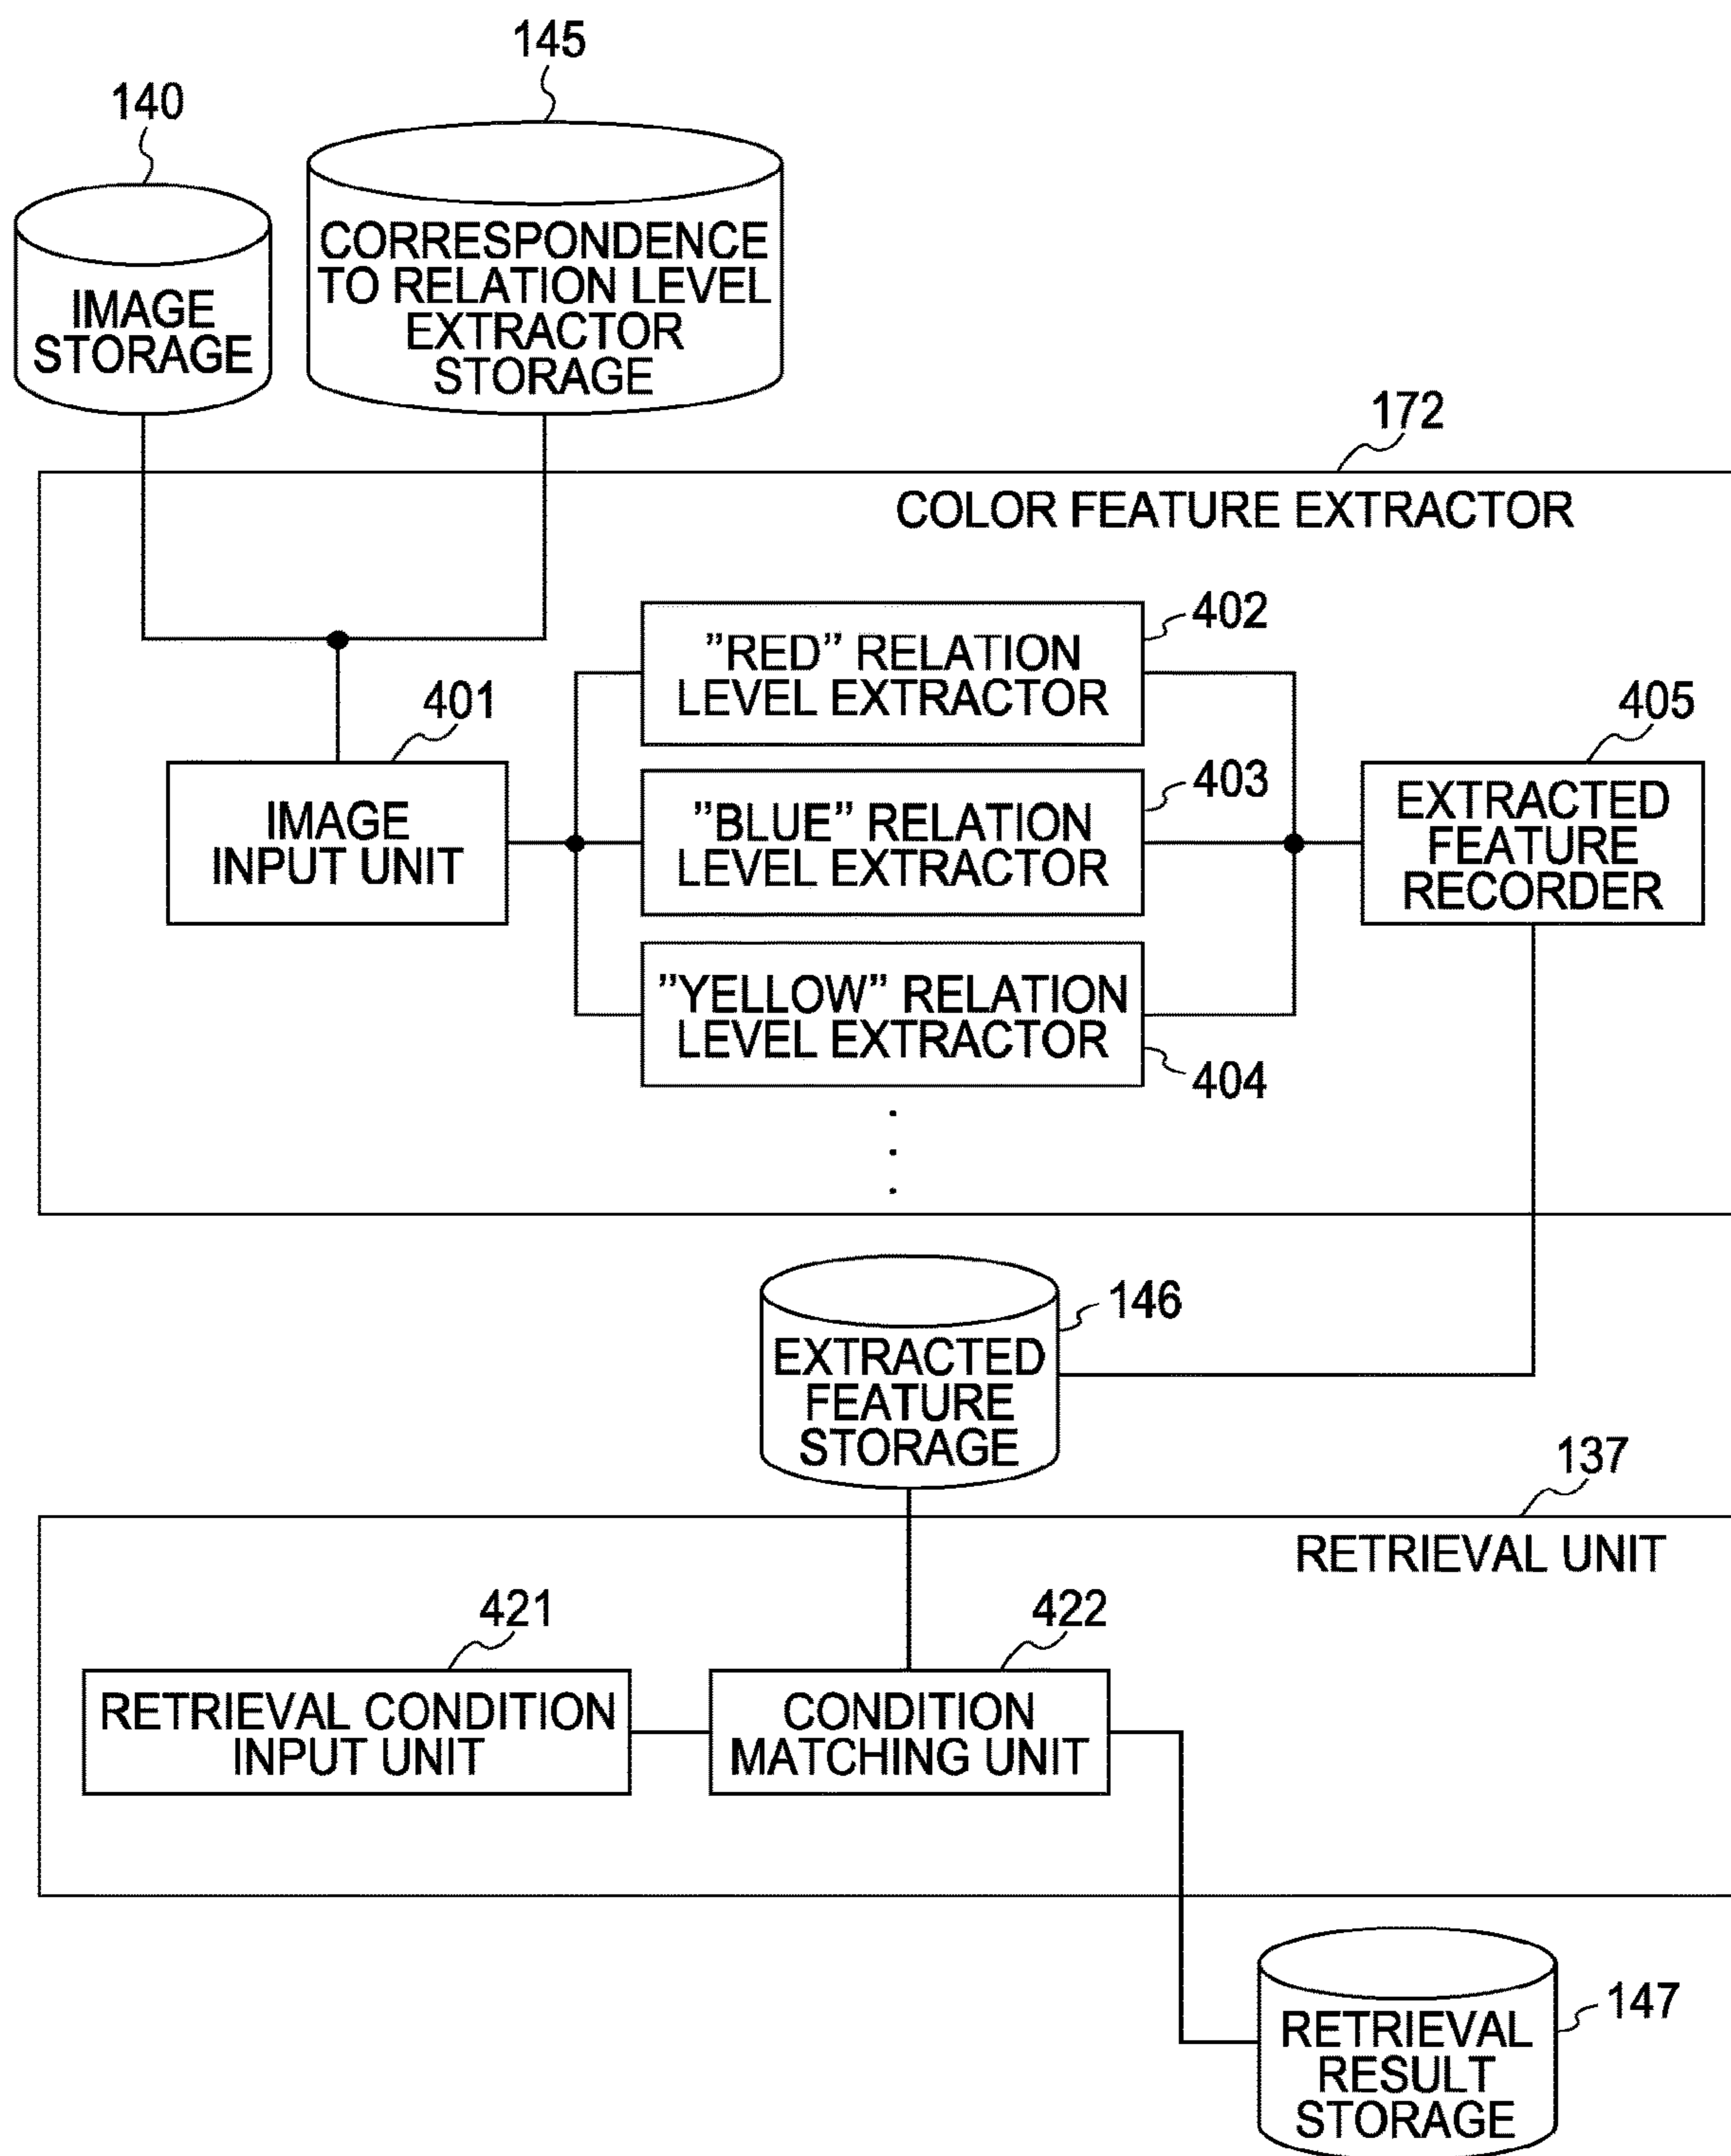 145
140
IMAGE
STORAGE
CORRESPONDENCE
TO RELATION LEVEL
EXTRACTOR
STORAGE
172
COLOR FEATURE EXTRACTOR
401
IMAGE
INPUT UNIT
402
”RED” RELATION
LEVEL EXTRACTOR
403
”BLUE” RELATION
LEVEL EXTRACTOR
”YELLOW” RELATION
LEVEL EXTRACTOR
404
405
EXTRACTED
FEATURE
RECORDER
146
EXTRACTED
FEATURE
STORAGE
137
RETRIEVAL UNIT
421
RETRIEVAL CONDITION
INPUT UNIT
422
CONDITION
MATCHING UNIT
147
RETRIEVAL
RESULT
STORAGE